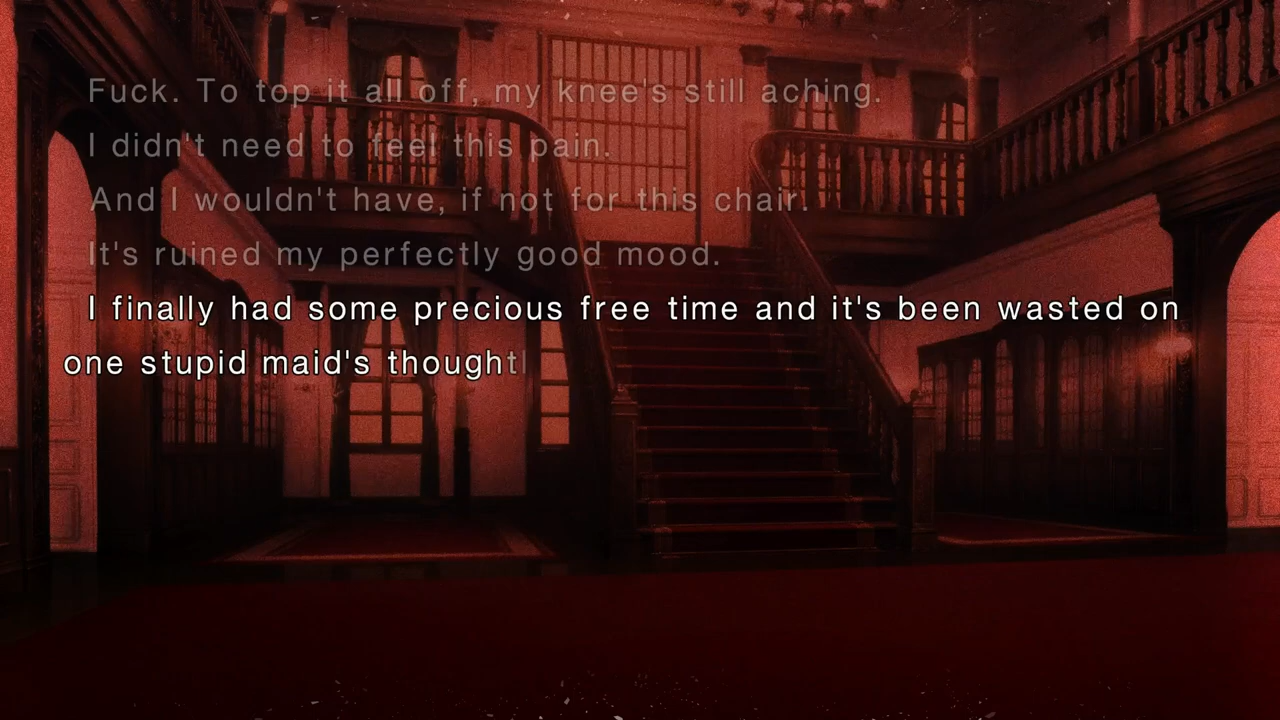 Fuck. To top it all off, my knee's still aching.
I didn't need to feel this pain.
And I wouldn't have, if not for this chair.
It's ruined my perfectly good mood.
I finally had some precious free time and it's been wasted on
one stupid maid's thoughtl